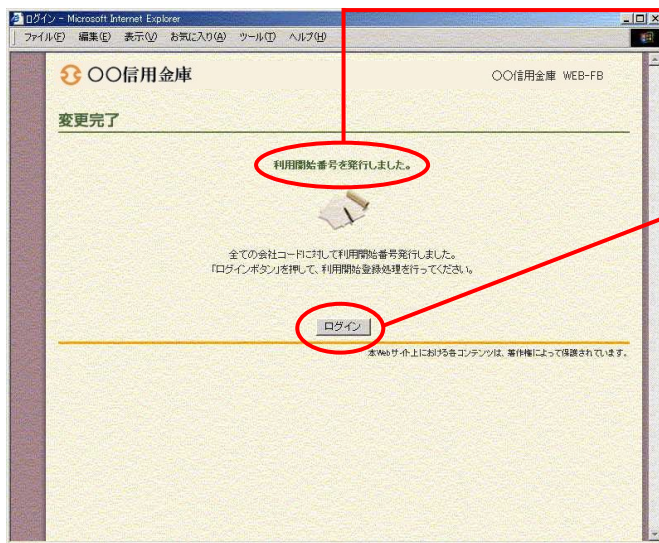 ログイン - Microsoft Internet Explorer
ファイル(F) 編集(E) 表示(V) お気に入り(A) ツール(T) ヘルプ(H)
〇〇信用金庫
〇〇信用金庫 WEB-FB
変更完了
利用開始番号を発行しました。
全ての会社コードに対して利用開始番号発行しました。
「ログインボタン」を押して、利用開始登録処理を行ってください。
ログイン
本Webサイト上における各コンテンツは、著作権によって保護されています。